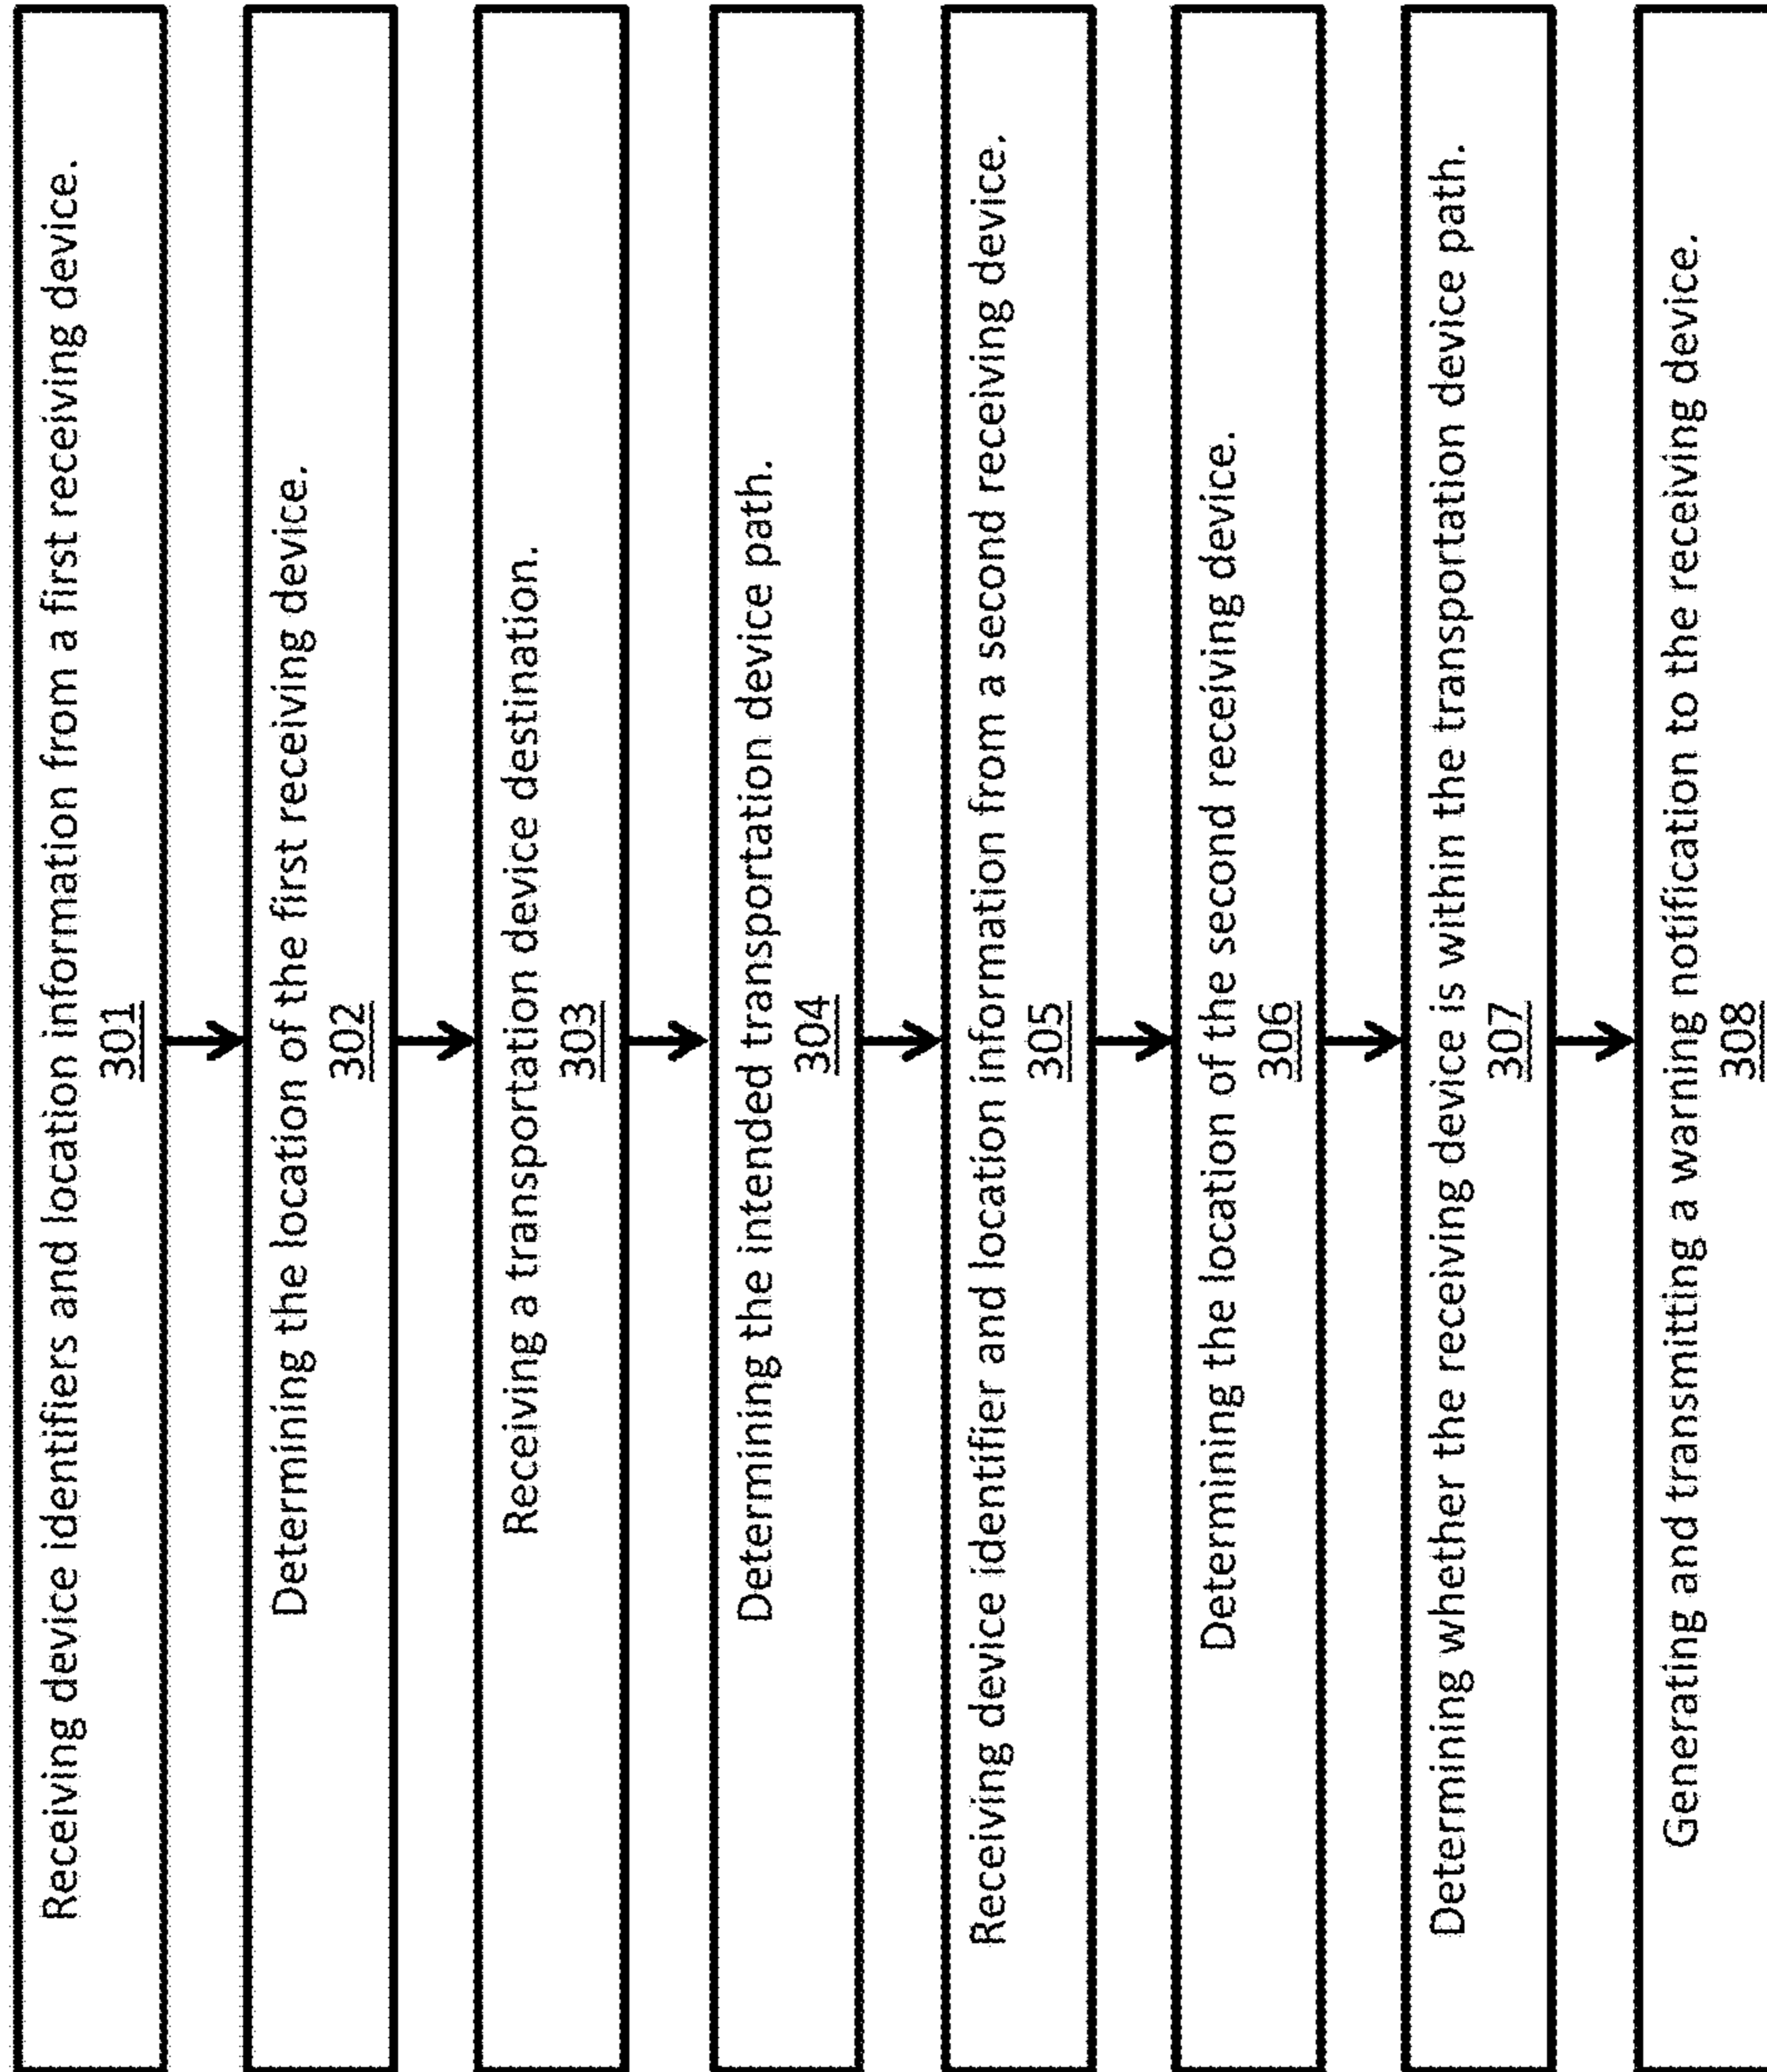 Receiving device identifiers and location information from a first receiving device.
301
Determining the location of the first receiving device.
302
Receiving a transportation device destination.
303
Determining the intended transportation device path.
304
Receiving device identifier and location information from a second receiving device.
305
Determining the location of the second receiving device.
306
Determining whether the receiving device is within the transportation device path.
307
Generating and transmitting a warning notification to the receiving device.
308